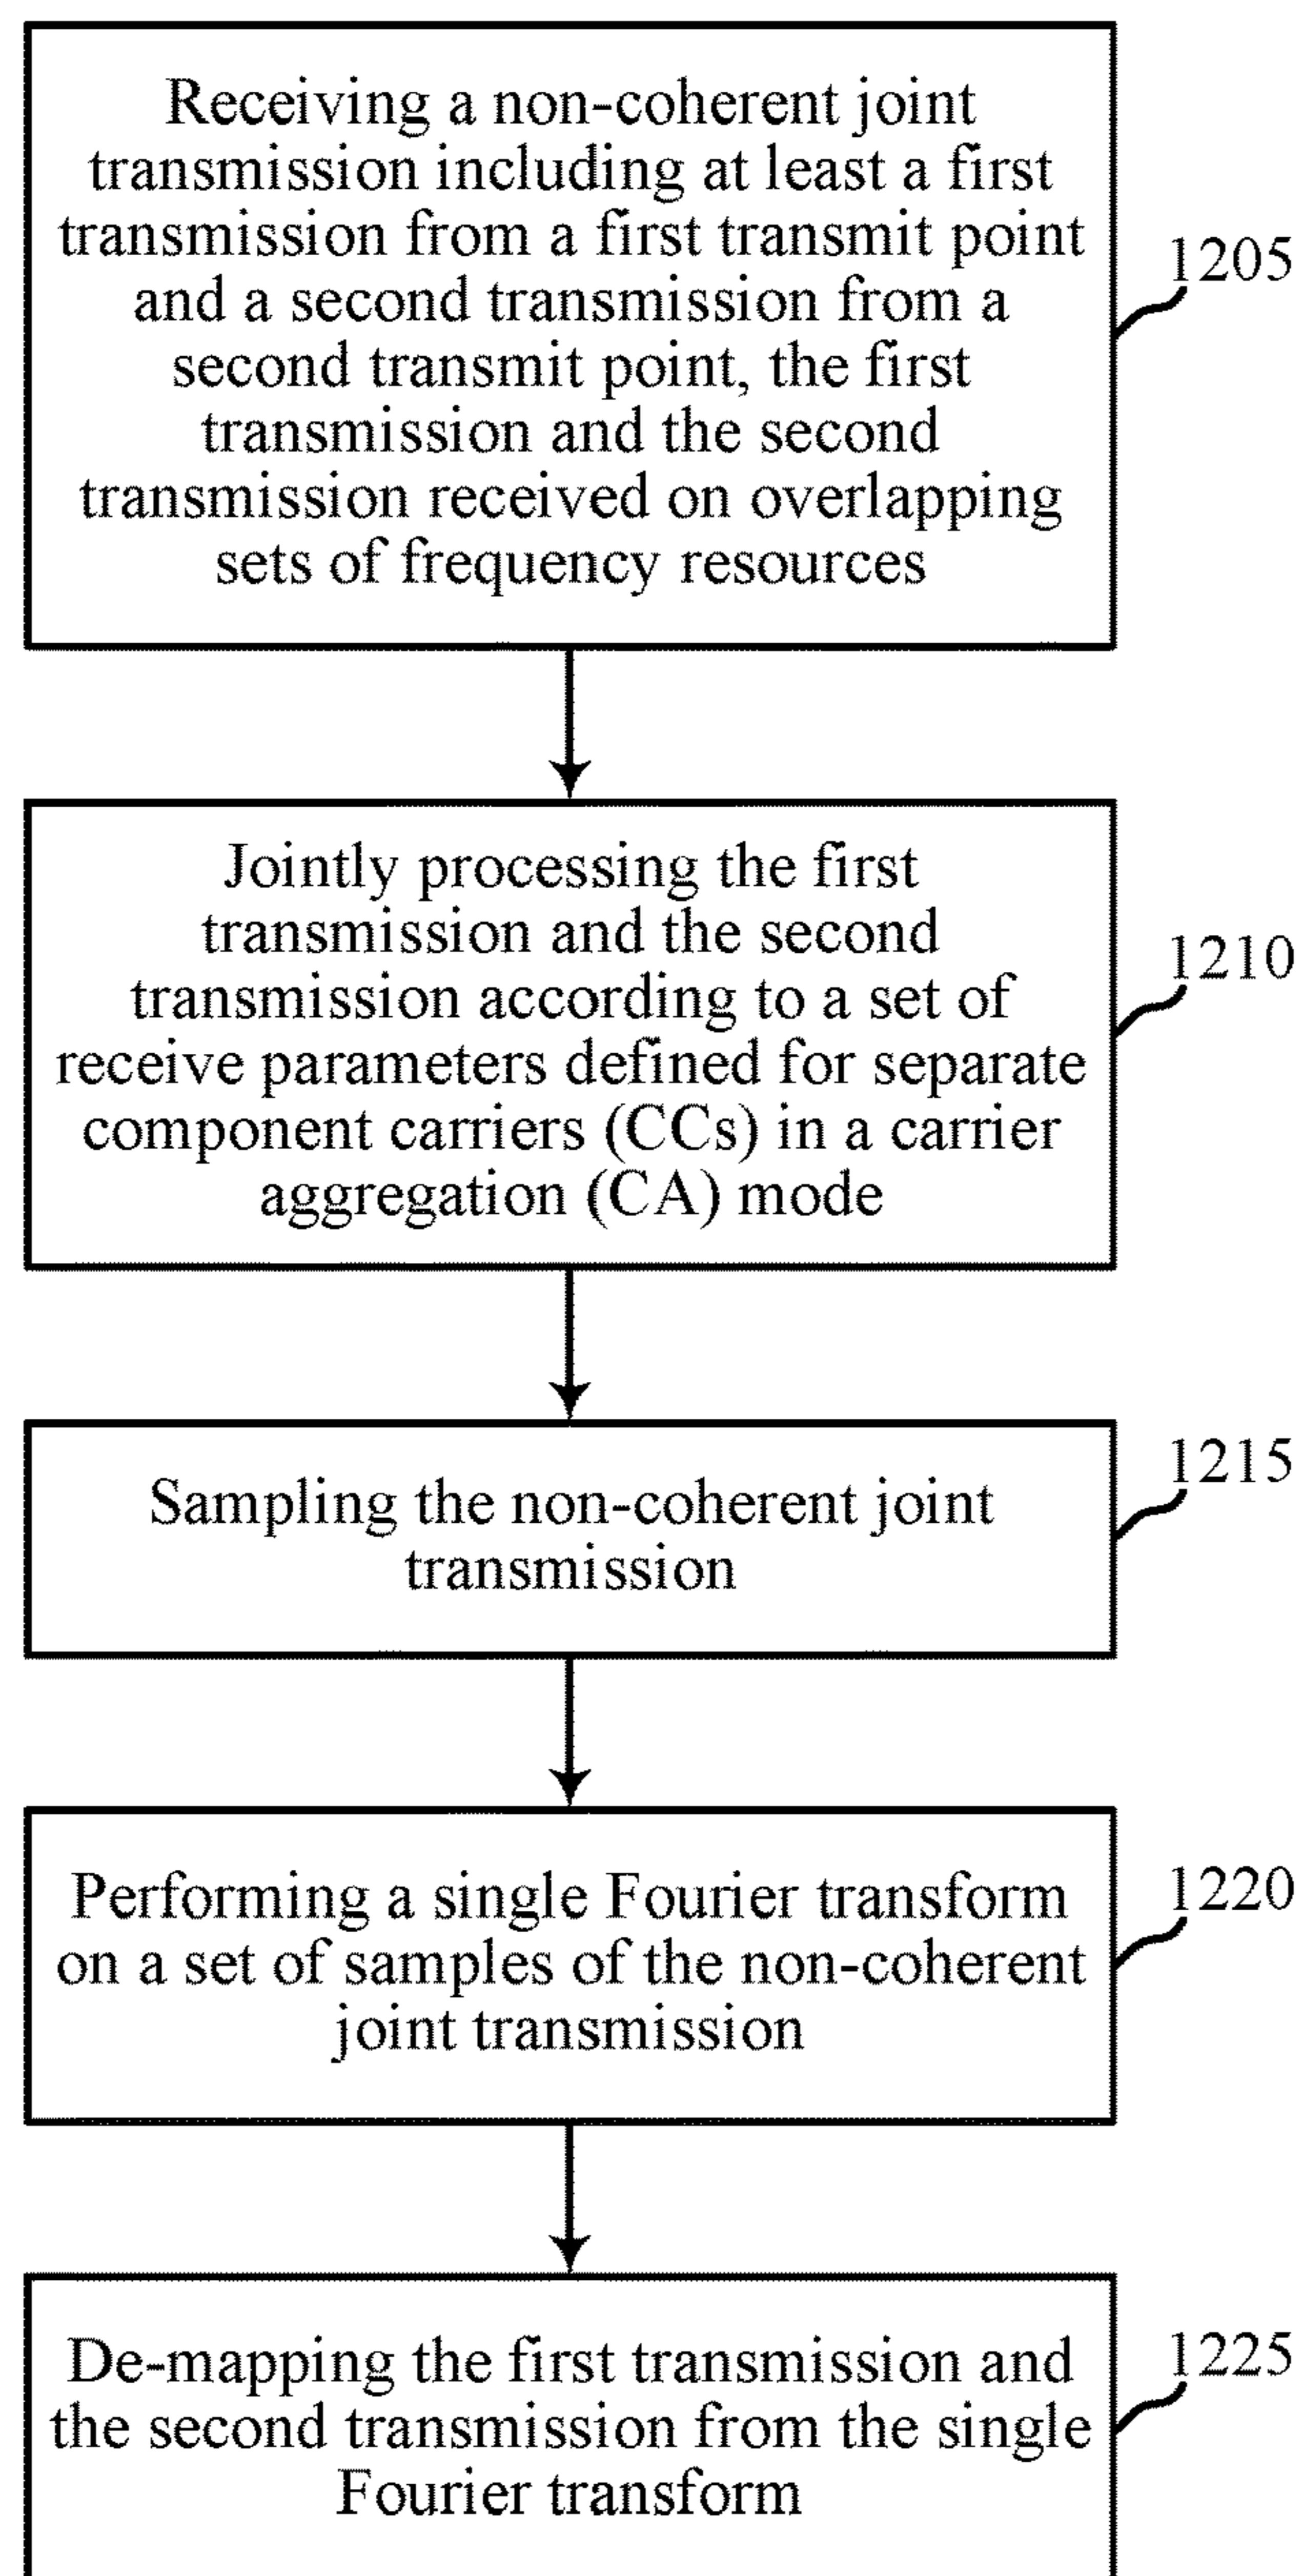 Receiving a non-coherent joint
transmission including at least a first
transmission from a first transmit point
and a second transmission from a
second transmit point, the first
transmission and the second
transmission received on overlapping
sets of frequency resources
1205
Jointly processing the first
transmission and the second
transmission according to a set of
receive parameters defined for separate
component carriers (CCs) in a carrier
aggregation (CA) mode
1210
Sampling the non-coherent joint
transmission
1215
Performing a single Fourier transform
on a set of samples of the non-coherent
joint transmission
1220
De-mapping the first transmission and
the second transmission from the single
Fourier transform
1225